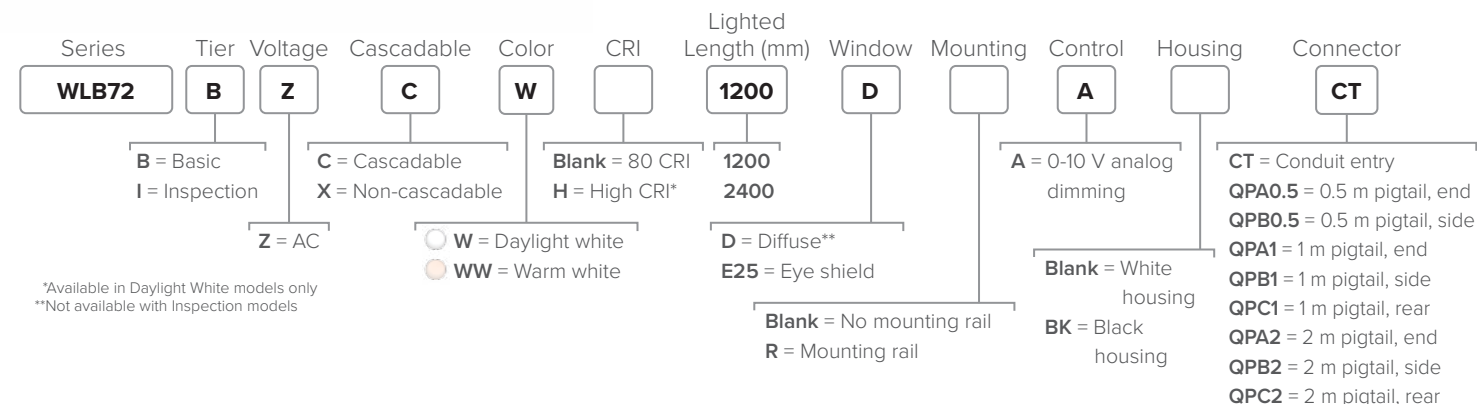 Series Tier Voltage Cascadable Color CRI Lighted Length (mm) Window Mounting Control Housing Connector
WLB72 B Z C W 1200 D A CT
B = Basic
I = Inspection
Z = AC
C = Cascadable
X = Non-cascadable
W = Daylight white
WW = Warm white
Blank = 80 CRI
H = High CRI*
1200
2400
D = Diffuse**
E25 = Eye shield
Blank = No mounting rail
R = Mounting rail
A = 0-10 V analog
dimming
Blank = White
housing
BK = Black
housing
CT = Conduit entry
QPA0.5 = 0.5 m pigtail, end
QPB0.5 = 0.5 m pigtail, side
QPA1 = 1 m pigtail, end
QPB1 = 1 m pigtail, side
QPC1 = 1 m pigtail, rear
QPA2 = 2 m pigtail, end
QPB2 = 2 m pigtail, side
QPC2 = 2 m pigtail, rear
*Available in Daylight White models only
**Not available with Inspection models